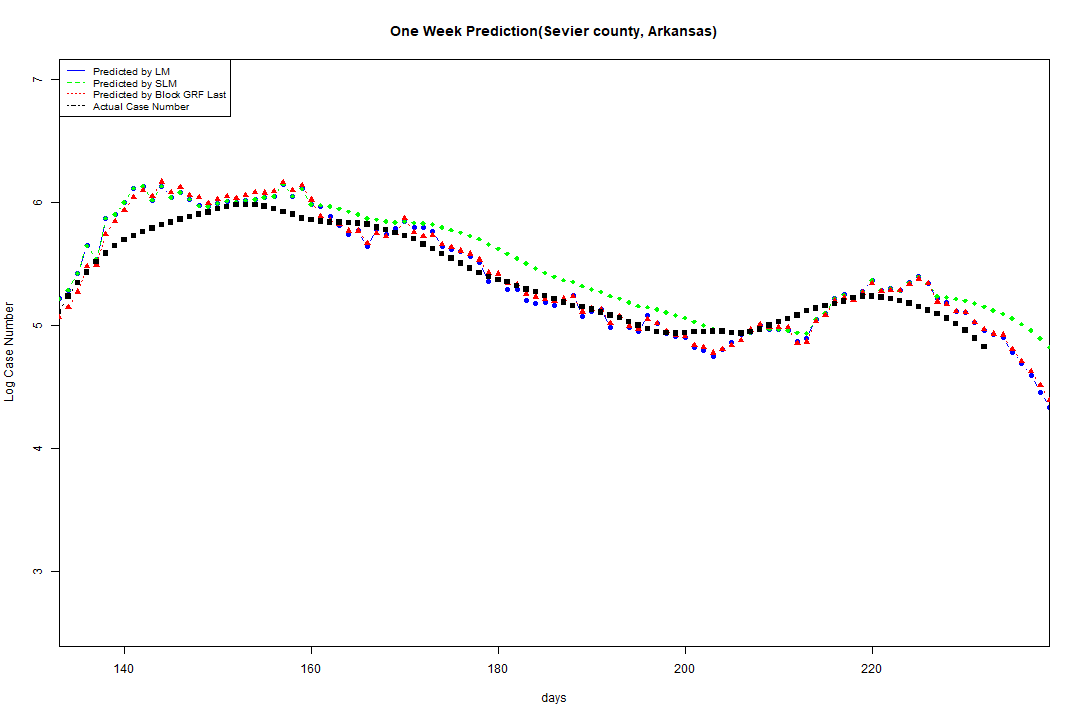 One Week Prediction(Sevier county, Arkansas)
Predicted by LM
Predicted by SLM
Predicted by Block GRF Last
Actual Case Number
7
6
5
4
3
Log Case Number
140 160 180 200 220
days